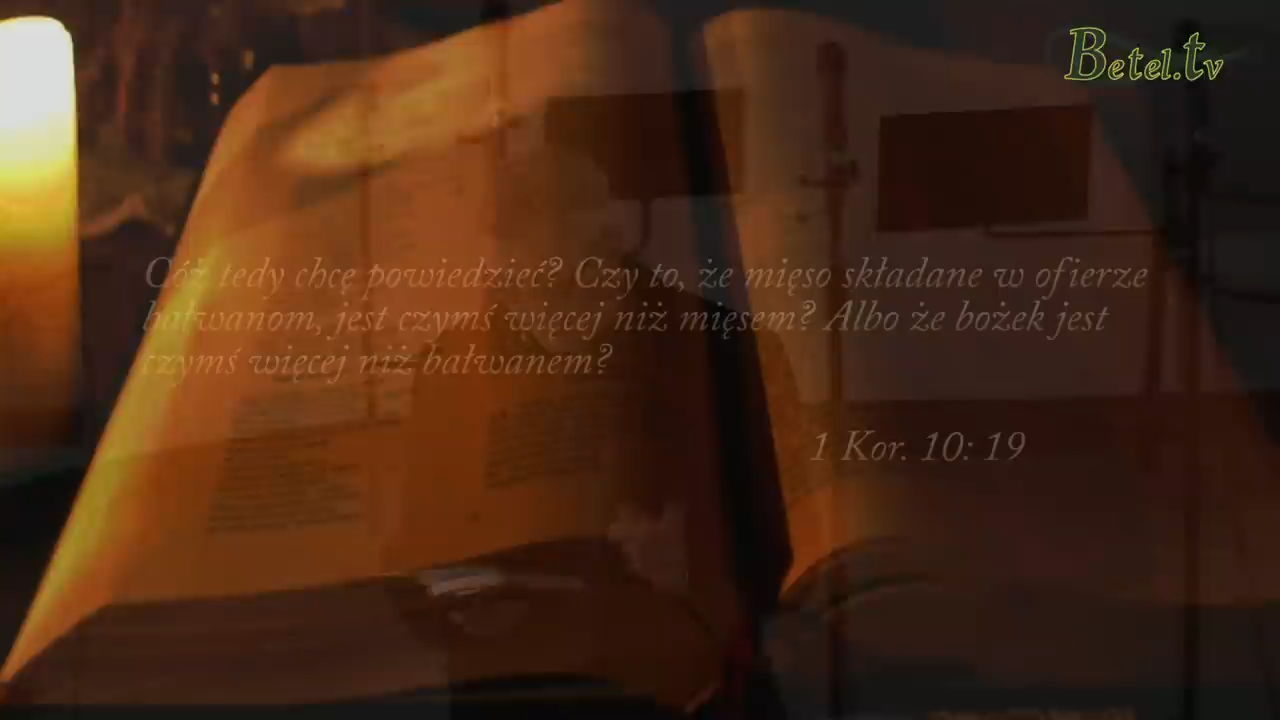 Betel.tv
Cóż tedy chcę powiedzieć? Czy to, że mięso składane w ofierze
bałwanom, jest czymś więcej niż mięsem? Albo że bożek jest
czymś więcej niż bałwanem?
1 Kor. 10: 19